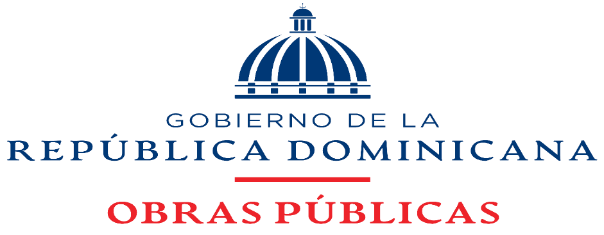 GOBIERNO DE LA
REPÚBLICA DOMINICANA
OBRAS PÚBLICAS